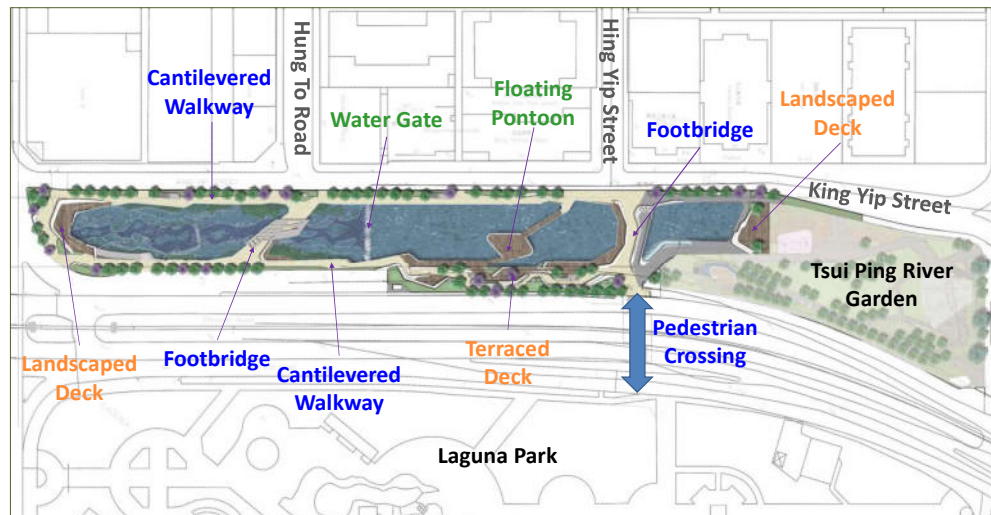 Hung To Road
Hing Yip Street
Cantilevered
Walkway
Water Gate
Floating
Pontoon
Footbridge
Landscaped
Deck
King Yip Street
Tsui Ping River
Garden
Landscaped
Deck
Footbridge
Cantilevered
Walkway
Terraced
Deck
Pedestrian
Crossing
Laguna Park